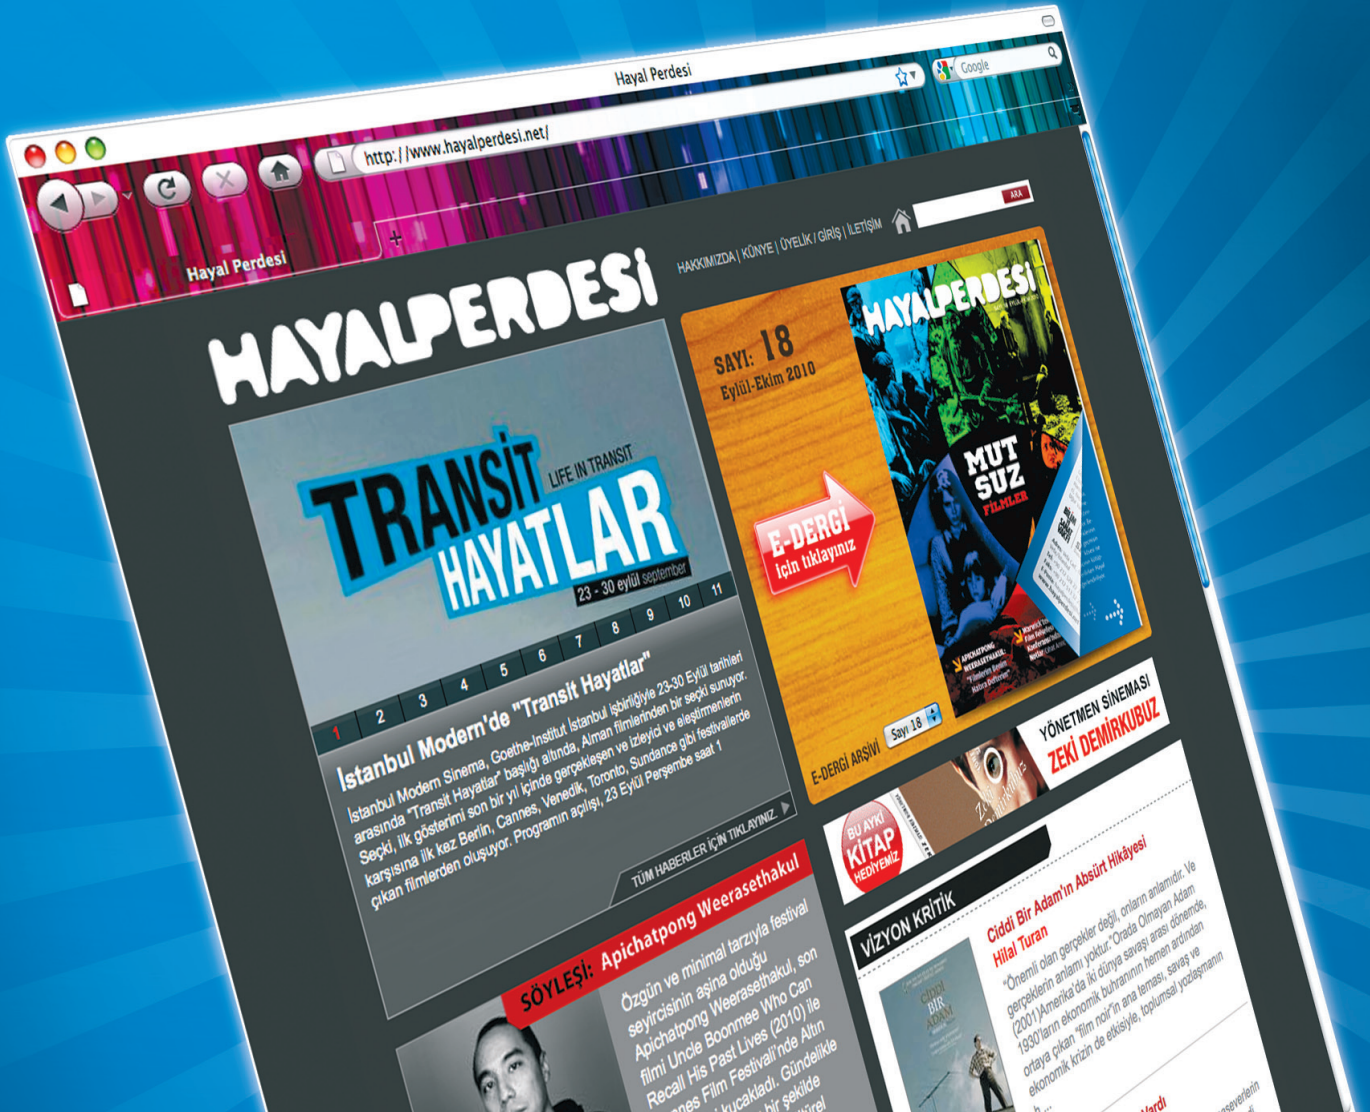 Hayal Perdesi
http://www.hayalperdesi.net/
Google
Hayal Perdesi
HAKKIMIZDA | KÜNYE | ÜYELİK / GİRİŞ | İLETİŞİM
ARA
HAYALPERDESİ
TRANSİT
LIFE IN TRANSIT
HAYATLAR
23 - 30 eylül september
1 2 3 4 5 6 7 8 9 10 11
İstanbul Modern'de "Transit Hayatlar"
İstanbul Modern Sinema, Goethe-Institut İstanbul işbirliğiyle 23-30 Eylül tarihleri
arasında "Transit Hayatlar" başlığı altında, Alman filmlerinden bir seçki sunuyor.
Seçki, ilk gösterimi son bir yıl içinde gerçekleşen ve izleyici ve eleştirmenlerin
karşısına ilk kez Berlin, Cannes, Venedik, Toronto, Sundance gibi festivallerde
çıkan filmlerden oluşuyor. Programın açılışı, 23 Eylül Perşembe saat 1
TÜM HABERLER İÇİN TIKLAYINIZ
SAYI: 18
Eylül-Ekim 2010
E-DERGİ
için tıklayınız
HAYALPERDESİ
MUT
SUZ
FİLMLER
APICHATPONG
WEERASETHAKUL:
E-DERGİ ARŞİVİ
Sayı 18
YÖNETMEN SİNEMASI
ZEKİ DEMİRKUBUZ
BU AYKİ
KİTAP
HEDİYEMİZ
SÖYLEŞİ: Apichatpong Weerasethakul
Özgün ve minimal tarzıyla festival
seyircisinin aşina olduğu
Apichatpong Weerasethakul, son
filmi Uncle Boonmee Who Can
Recall His Past Lives (2010) ile
Film Festivali'nde Altın
kucakladı. Gündelikle
bir şekilde
VİZYON KRİTİK
Ciddi Bir Adam'ın Absürt Hikâyesi
Hilal Turan
CİDDİ
BİR
ADAM
"Önemli olan gerçekler değil, onların anlamıdır. Ve
gerçeklerin anlamı yoktur."Orada Olmayan Adam
(2001)Amerika'da iki dünya savaşı arası dönemde,
1930'ların ekonomik buhranının hemen ardından
ortaya çıkan "film noir"in ana teması, savaş ve
ekonomik krizin de etkisiyle, toplumsal yozlaşmanın